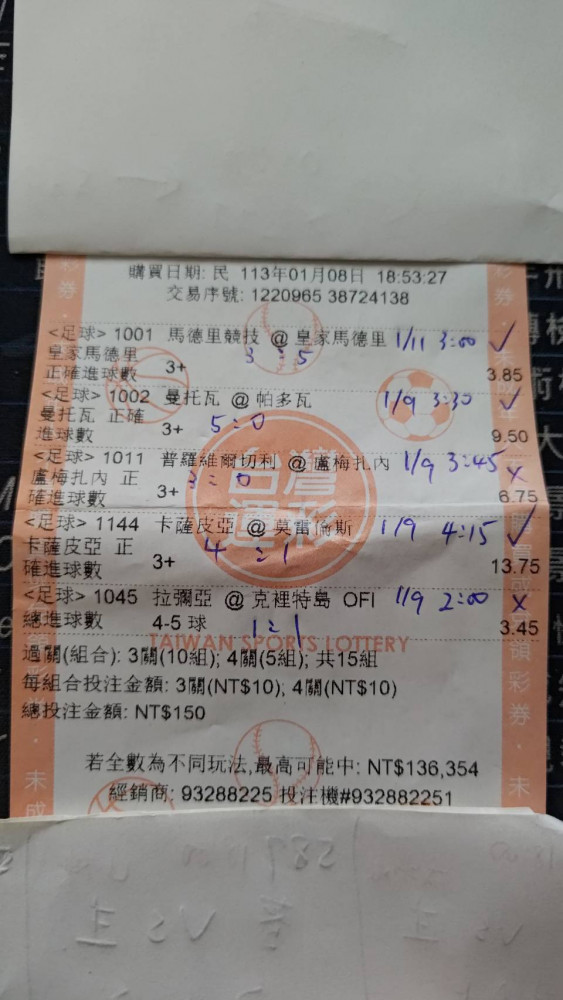 購買日期: 民 113年01月08日 18:53:27
交易序號: 1220965 38724138
<足球> 1001 馬德里競技 @ 皇家馬德里 1/11 3:00 ✓
皇家馬德里 3 : 5
正確進球數 3+ 3.85
<足球> 1002 曼托瓦 @ 帕多瓦 1/9 3:30 ✓
曼托瓦 正確 5:0
進球數 3+ 9.50
<足球> 1011 普羅維爾切利 @ 盧梅扎內 1/9 3:45 x
盧梅扎內 正 3:0
確進球數 3+ 6.75
<足球> 1144 卡薩皮亞 @ 莫雷倫斯 1/9 4:15 ✓
卡薩皮亞 正 4:1
確進球數 3+ 13.75
<足球> 1045 拉彌亞 @ 克裡特島 OFI 1/9 2:00 x
總進球數 4-5 球 1:1 3.45
台灣運彩
TAIWAN SPORTS LOTTERY
過關(組合): 3關(10組); 4關(5組); 共15組
每組合投注金額: 3關(NT$10); 4關(NT$10)
總投注金額: NT$150
若全數為不同玩法,最高可能中: NT$136,354
經銷商: 93288225 投注機#932882251